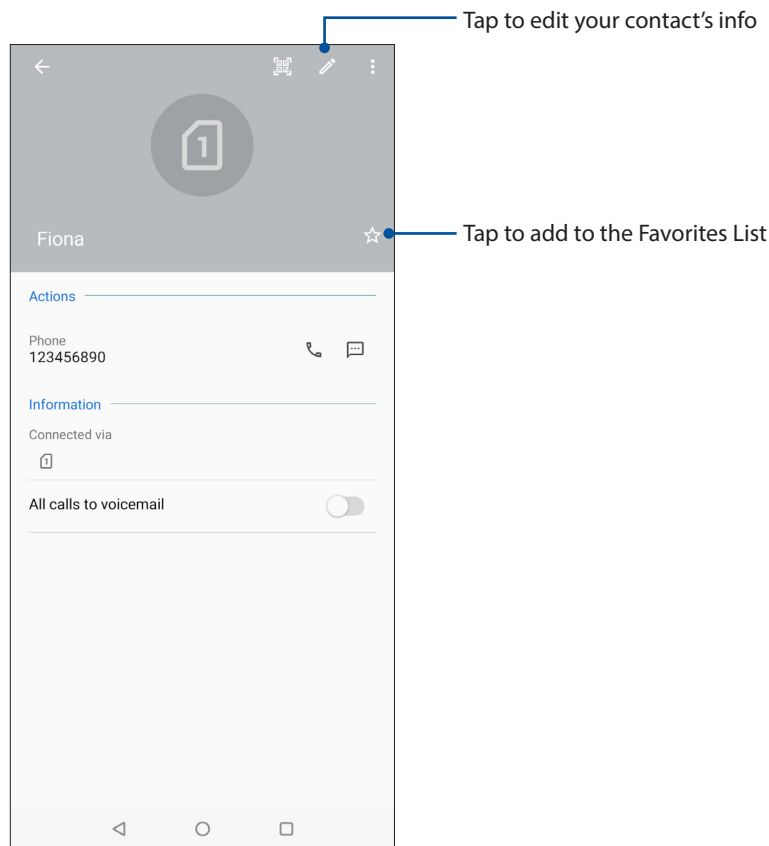 Tap to edit your contact’s info
1
Fiona
Tap to add to the Favorites List
Actions
Phone
123456890
Information
Connected via
1
All calls to voicemail